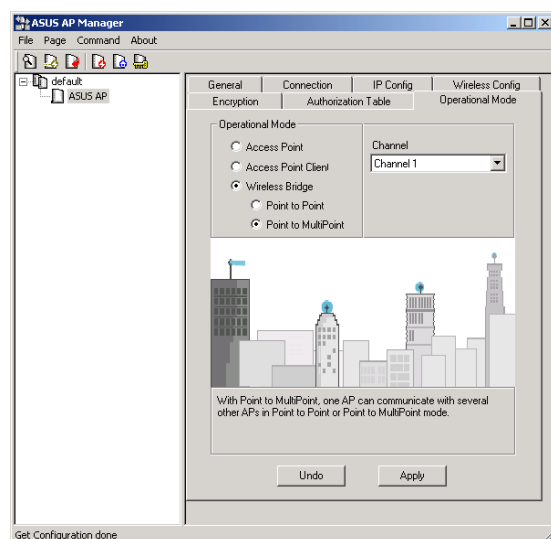 ASUS AP Manager
File Page Command About
default
ASUS AP
General Connection IP Config Wireless Config
Encryption Authorization Table Operational Mode
Operational Mode
Access Point
Access Point Client
Wireless Bridge
Point to Point
Point to MultiPoint
Channel
Channel 1
With Point to MultiPoint, one AP can communicate with several
other APs in Point to Point or Point to MultiPoint mode.
Undo Apply
Get Configuration done